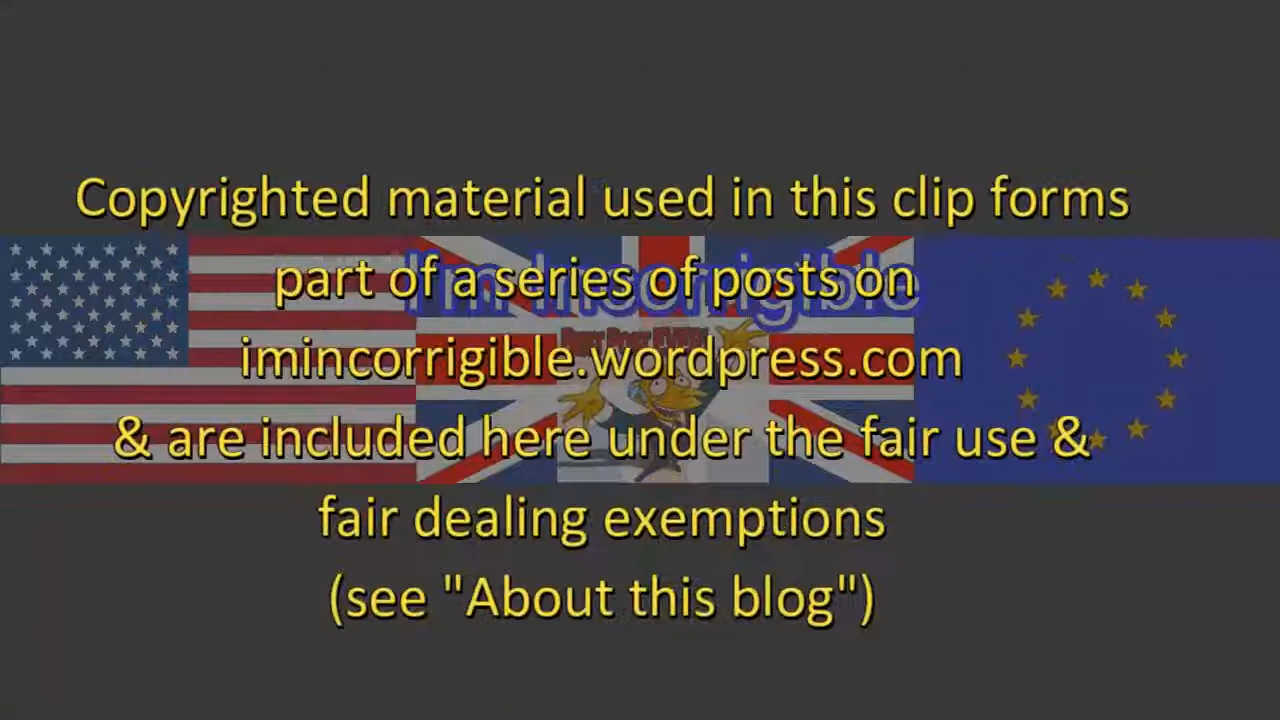 Copyrighted material used in this clip forms
part of a series of posts on
I'm Incorrigible
imincorrigible.wordpress.com
& are included here under the fair use &
fair dealing exemptions
(see "About this blog")